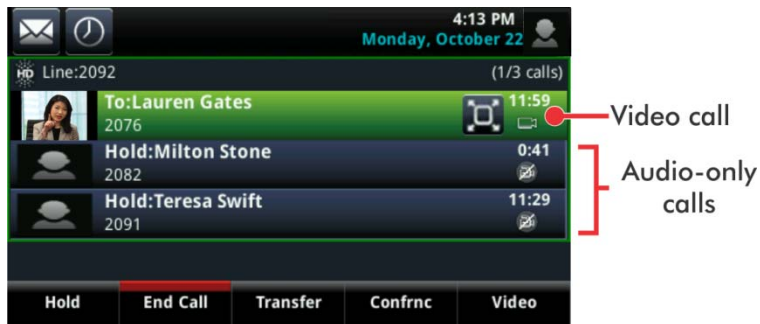 4:13 PM
Monday, October 22
HD Line:2092 (1/3 calls)
To:Lauren Gates 11:59
2076
Video call
Hold:Milton Stone 0:41
2082
Hold:Teresa Swift 11:29
2091
Audio-only
calls
Hold End Call Transfer Confrnc Video